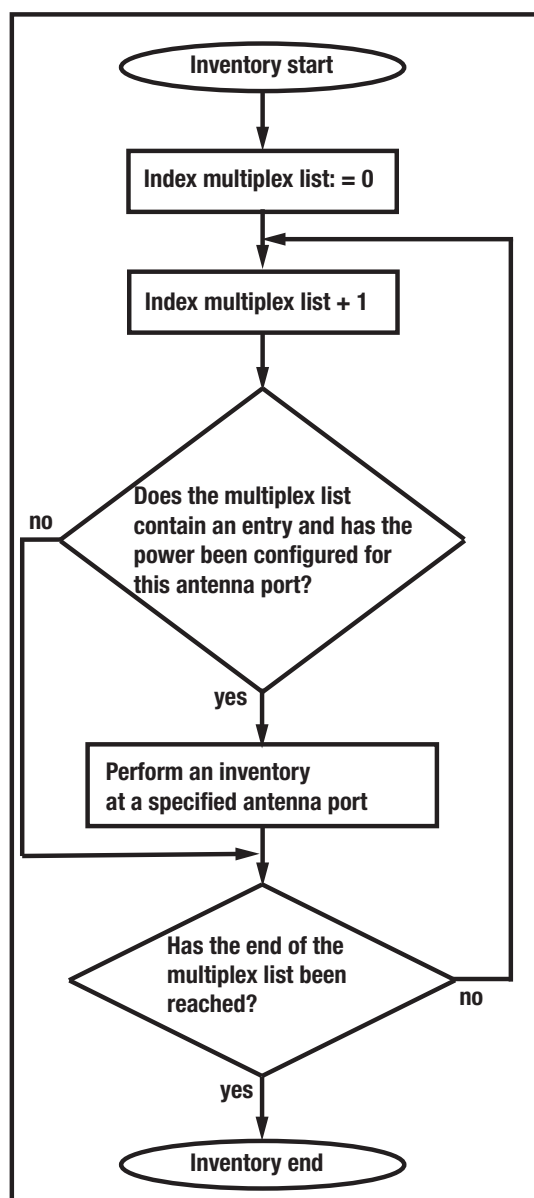 Inventory start
Index multiplex list: = 0
Index multiplex list + 1
Does the multiplex list
contain an entry and has the
power been configured for
this antenna port?
no
yes
Perform an inventory
at a specified antenna port
Has the end of the
multiplex list been
reached?
no
yes
Inventory end